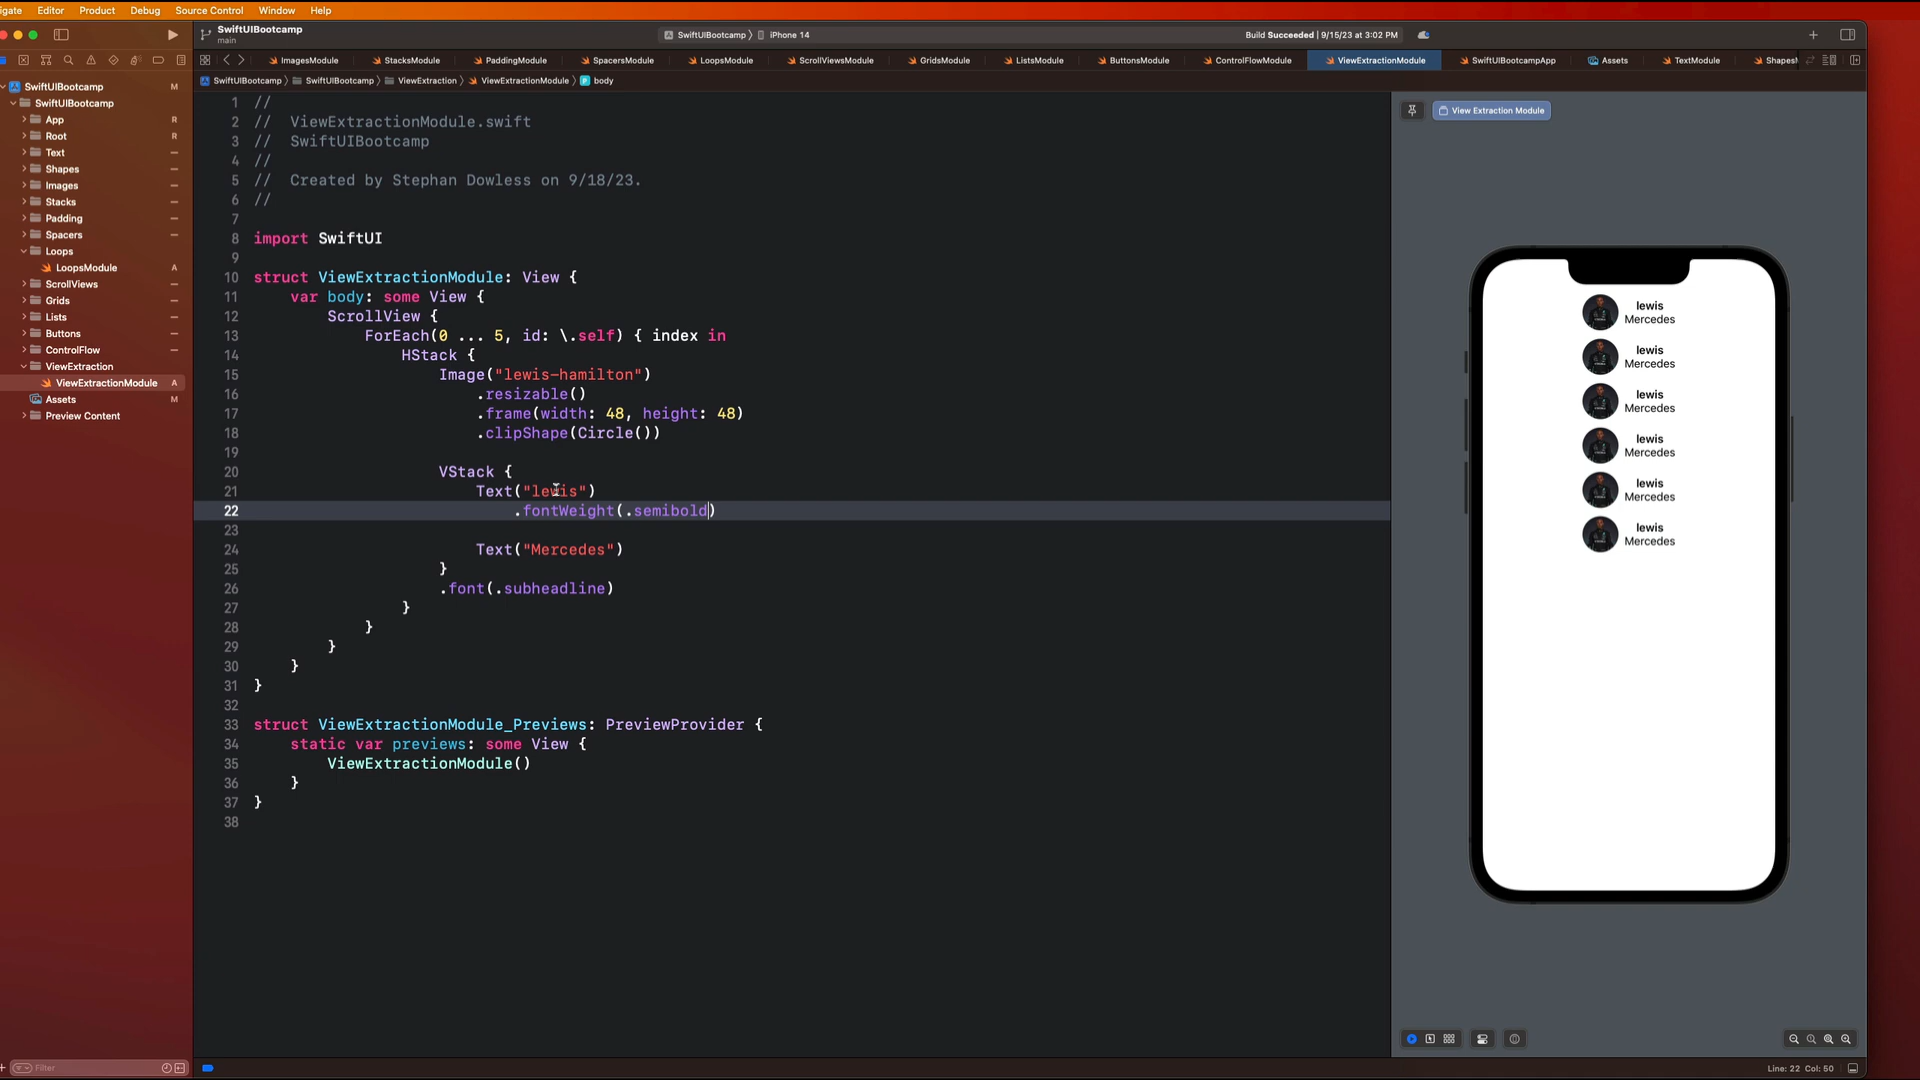 igate Editor Product Debug Source Control Window Help
SwiftUIBootcamp
main
SwiftUIBootcamp 〉 iPhone 14
Build Succeeded | 9/15/23 at 3:02 PM
ImagesModule StacksModule PaddingModule SpacersModule LoopsModule ScrollViewsModule GridsModule ListsModule ButtonsModule ControlFlowModule ViewExtractionModule SwiftUIBootcampApp Assets TextModule Shapes
SwiftUIBootcamp 〉 SwiftUIBootcamp 〉 ViewExtraction 〉 ViewExtractionModule 〉 body
SwiftUIBootcamp M
SwiftUIBootcamp
App R
Root R
Text
Shapes
Images
Stacks
Padding
Spacers
Loops
LoopsModule A
ScrollViews
Grids
Lists
Buttons
ControlFlow
ViewExtraction
ViewExtractionModule A
Assets M
Preview Content
Filter
1 //
2 //  ViewExtractionModule.swift
3 //  SwiftUIBootcamp
4 //
5 //  Created by Stephan Dowless on 9/18/23.
6 //
7
8 import SwiftUI
9
10 struct ViewExtractionModule: View {
11     var body: some View {
12         ScrollView {
13             ForEach(0 ... 5, id: \.self) { index in
14                 HStack {
15                     Image("lewis-hamilton")
16                         .resizable()
17                         .frame(width: 48, height: 48)
18                         .clipShape(Circle())
19
20                     VStack {
21                         Text("lewis")
22                             .fontWeight(.semibold)
23
24                         Text("Mercedes")
25                     }
26                     .font(.subheadline)
27                 }
28             }
29         }
30     }
31 }
32
33 struct ViewExtractionModule_Previews: PreviewProvider {
34     static var previews: some View {
35         ViewExtractionModule()
36     }
37 }
38
View Extraction Module
lewis
Mercedes
lewis
Mercedes
lewis
Mercedes
lewis
Mercedes
lewis
Mercedes
lewis
Mercedes
Line: 22 Col: 50